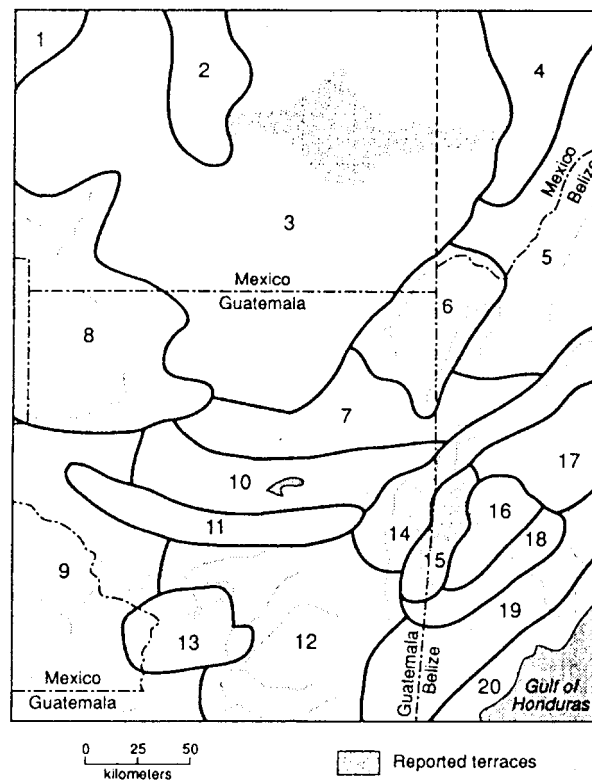 1
2
3
4
5
6
7
8
9
10
11
12
13
14
15
16
17
18
19
20
Mexico
Belize
Mexico
Guatemala
Guatemala
Belize
Mexico
Guatemala
Gulf of
Honduras
0 25 50
kilometers
Reported terraces